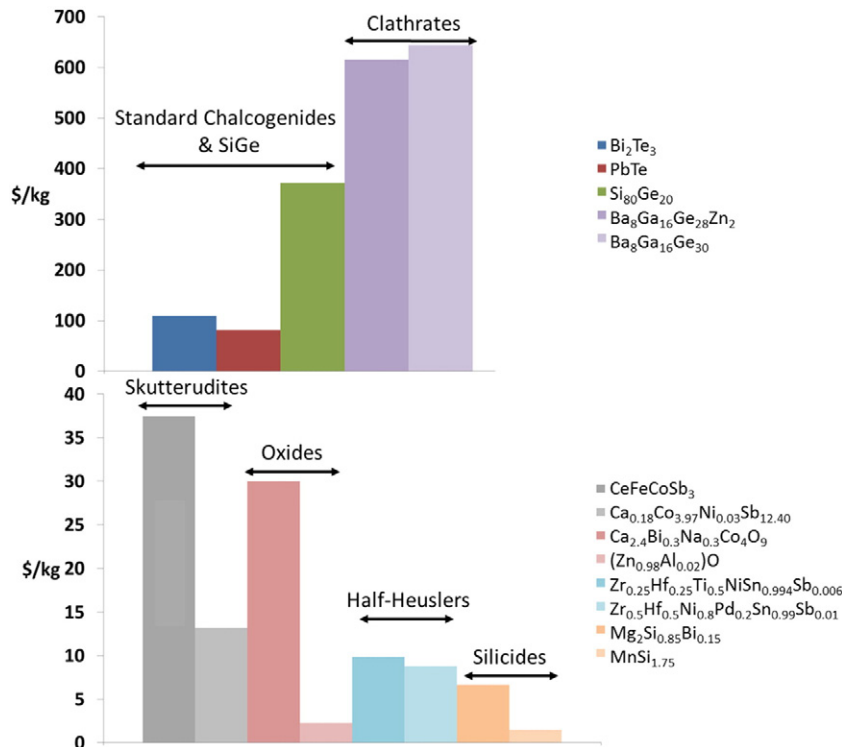 700
600
500
400
300
200
100
0
$/kg
Clathrates
Standard Chalcogenides
& SiGe
Bi₂Te₃
PbTe
Si₈₀Ge₂₀
Ba₈Ga₁₆Ge₂₈Zn₂
Ba₈Ga₁₆Ge₃₀
40
35
30
25
20
15
10
5
0
$/kg
Skutterudites
Oxides
Half-Heuslers
Silicides
CeFeCoSb₃
Ca₀.₁₈Co₃.₉₇Ni₀.₀₃Sb₁₂.₄₀
Ca₂.₄Bi₀.₃Na₀.₃Co₄O₉
(Zn₀.₉₈Al₀.₀₂)O
Zr₀.₂₅Hf₀.₂₅Ti₀.₅NiSn₀.₉₉₄Sb₀.₀₀₆
Zr₀.₅Hf₀.₅Ni₀.₈Pd₀.₂Sn₀.₉₉Sb₀.₀₁
Mg₂Si₀.₈₅Bi₀.₁₅
MnSi₁.₇₅